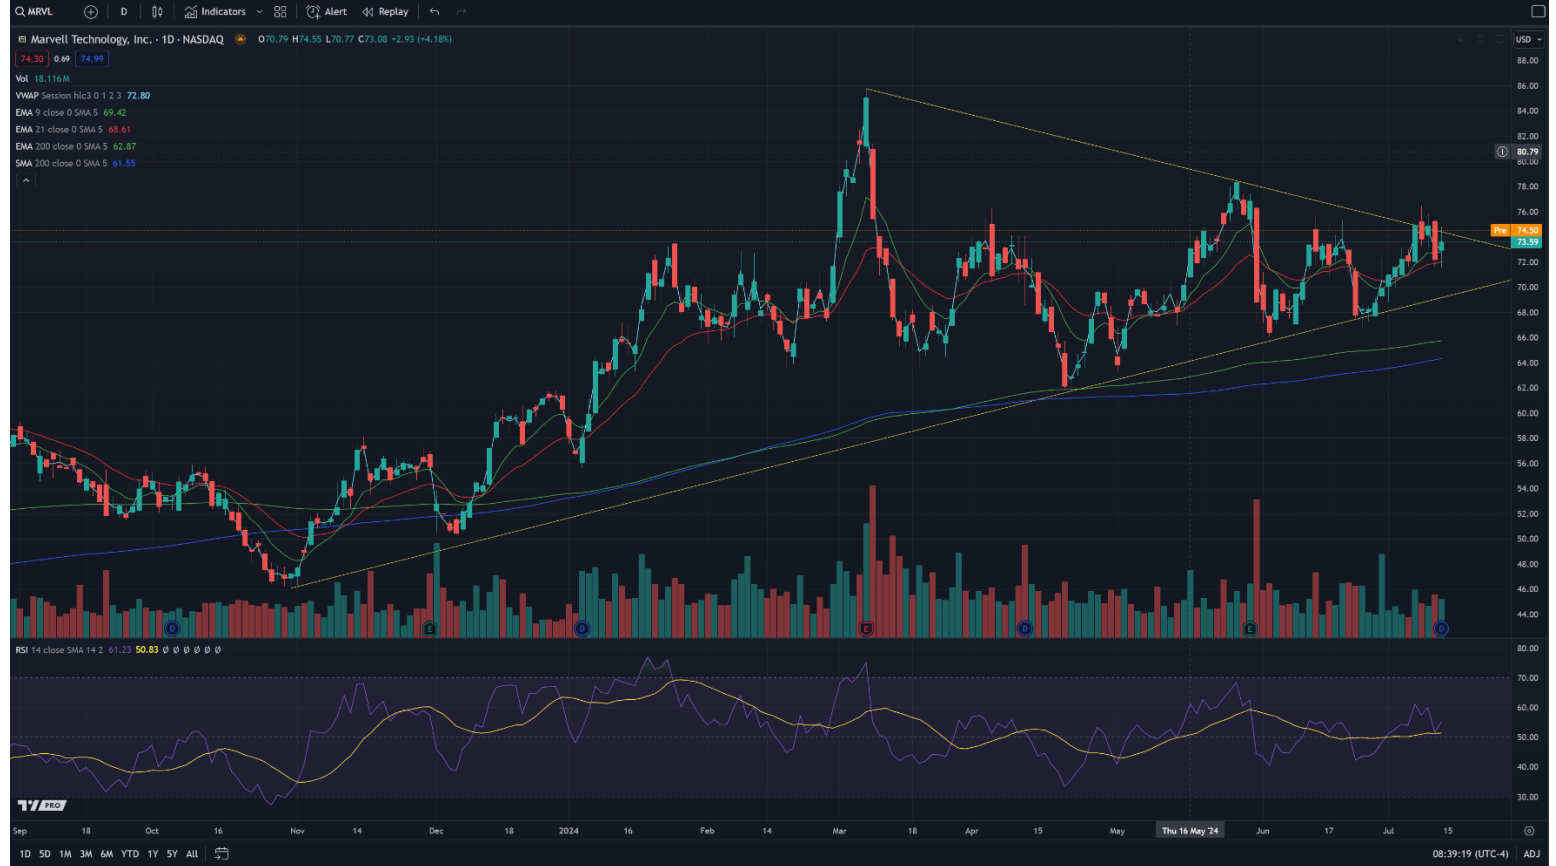 MRVL D Indicators Alert Replay
Marvell Technology, Inc. · 1D · NASDAQ O70.79 H74.55 L70.77 C73.08 +2.93 (+4.18%)
USD
74.30 0.69 74.99
Vol 18.116M
VWAP Session hlc3 0 1 2 3 72.80
EMA 9 close 0 SMA 5 69.42
EMA 21 close 0 SMA 5 68.61
EMA 200 close 0 SMA 5 62.87
SMA 200 close 0 SMA 5 61.55
88.00
86.00
84.00
82.00
80.79
80.00
78.00
76.00
Pre 74.50
73.59
72.00
70.00
68.00
66.00
64.00
62.00
60.00
58.00
56.00
54.00
52.00
50.00
48.00
46.00
44.00
D E D E D E D
RSI 14 close SMA 14 2 61.23 50.83 Ø Ø Ø Ø Ø Ø
80.00
70.00
60.00
50.00
40.00
30.00
TV PRO
Sep 18 Oct 16 Nov 14 Dec 18 2024 16 Feb 14 Mar 18 Apr 15 May Thu 16 May '24 Jun 17 Jul 15
1D 5D 1M 3M 6M YTD 1Y 5Y All 08:39:19 (UTC-4) ADJ